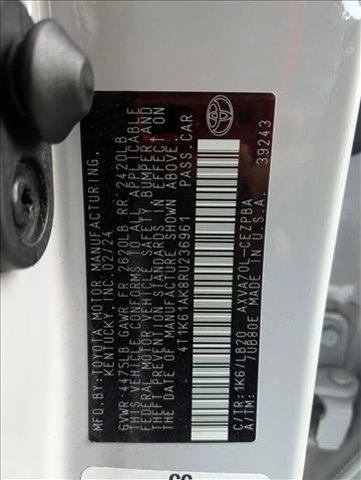 MFD. BY:TOYOTA MOTOR MANUFACTURING,
KENTUCKY, INC. 02/24
GVWR 4475LB GAWR FR 2620LB RR 2420LB
THIS VEHICLE CONFORMS TO ALL APPLICABLE
FEDERAL MOTOR VEHICLE SAFETY, BUMPER AND
THEFT PREVENTION STANDARDS IN EFFECT ON
THE DATE OF MANUFACTURE SHOWN ABOVE.
4T1K61AK8RU236961 PASS.CAR
TOYOTA
C/TR:1K6/LB20 AXVA70L-CEZPBA
A/TM: -/UB80E MADE IN U.S.A.
39243